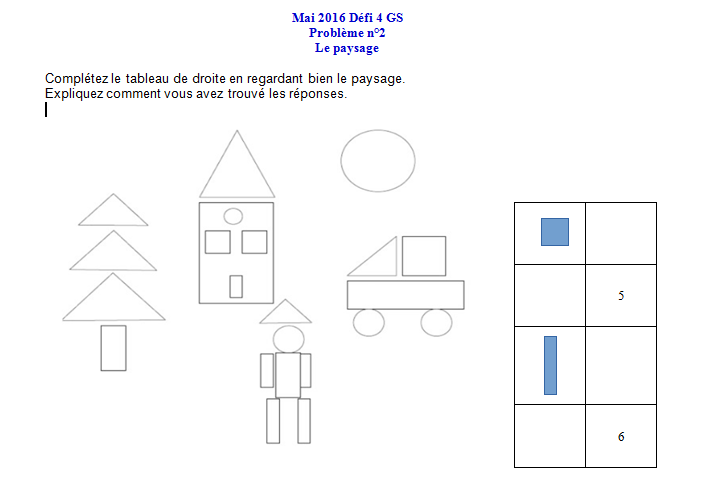 Mai 2016 Défi 4 GS
Problème n°2
Le paysage
Complétez le tableau de droite en regardant bien le paysage.
Expliquez comment vous avez trouvé les réponses.
5
6